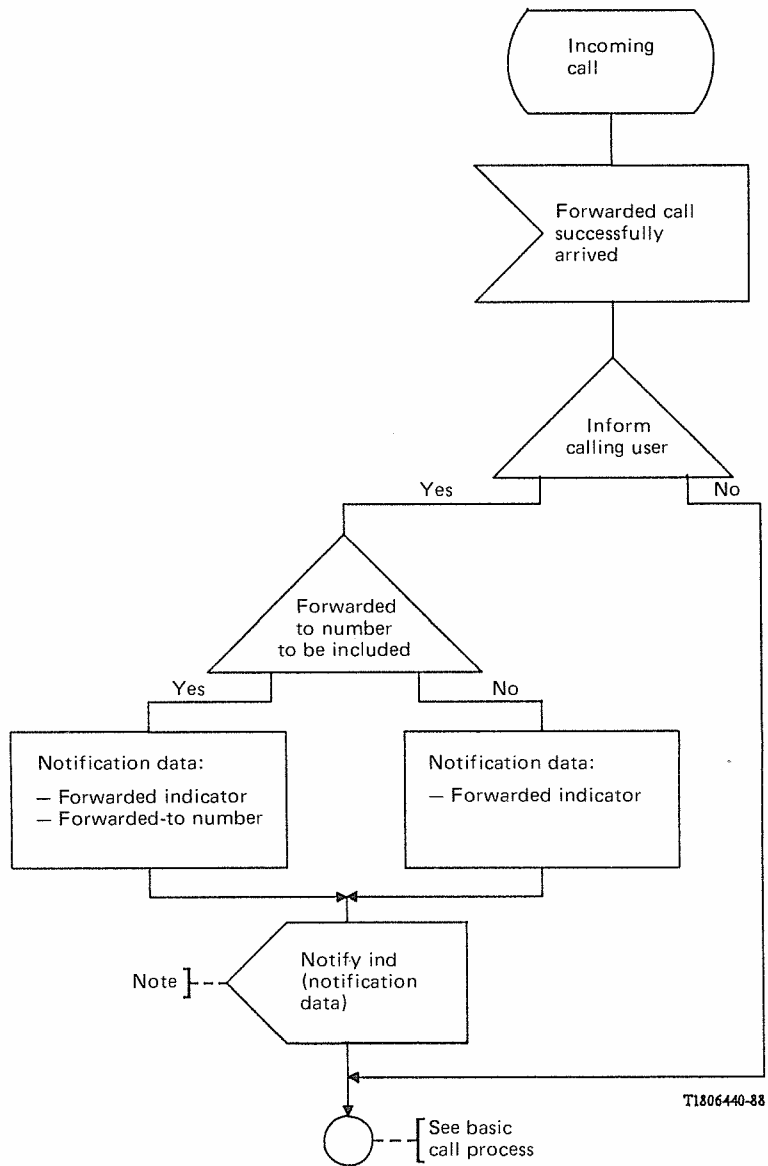 Incoming
call
Forwarded call
successfully
arrived
Inform
calling user
Yes
No
Forwarded
to number
to be included
Yes
No
Notification data:
— Forwarded indicator
— Forwarded-to number
Notification data:
— Forwarded indicator
Note
Notify ind
(notification
data)
T1806440-88
See basic
call process